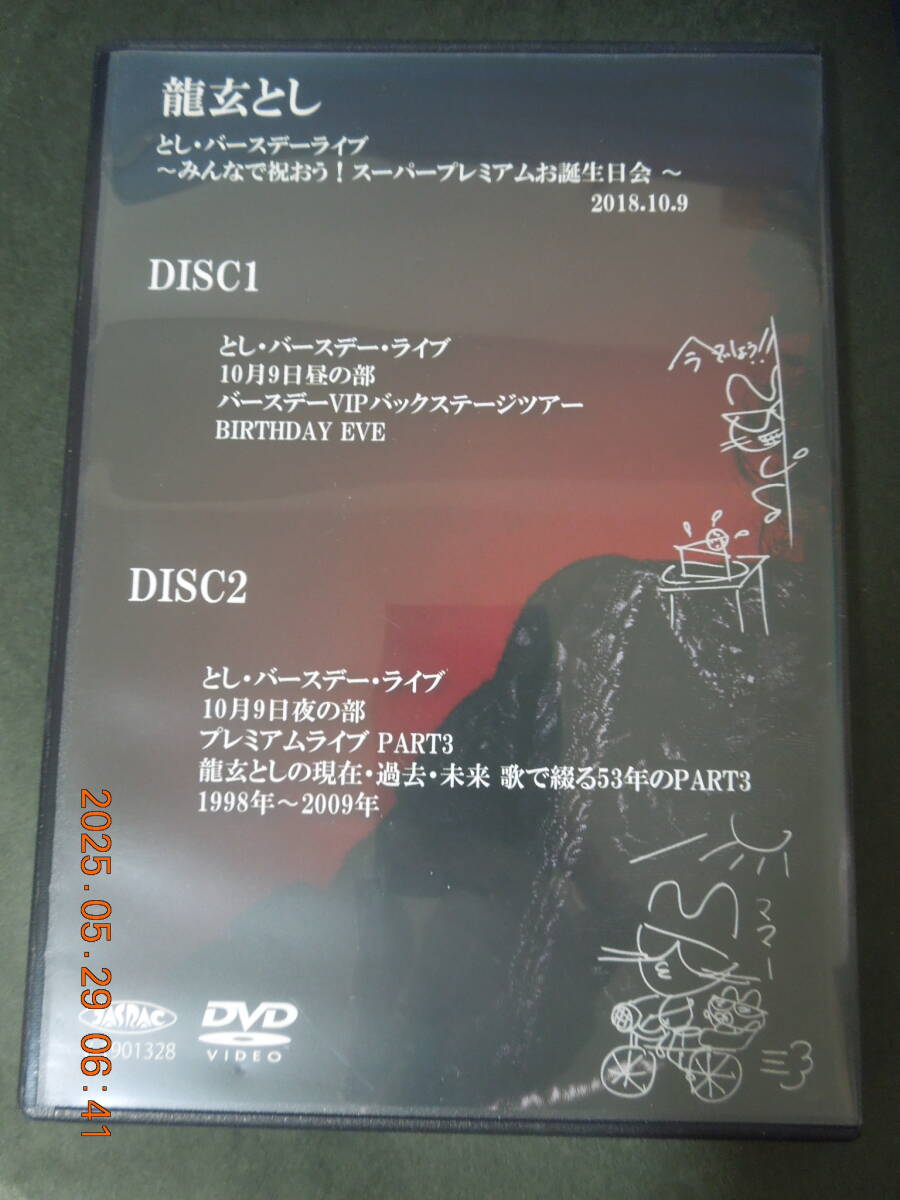 龍玄とし
とし・バースデーライブ
～みんなで祝おう！スーパープレミアムお誕生日会 ～
2018.10.9
DISC1
とし・バースデー・ライブ
10月9日昼の部
バースデーVIPバックステージツアー
BIRTHDAY EVE
DISC2
とし・バースデー・ライブ
10月9日夜の部
プレミアムライブ PART3
龍玄としの現在・過去・未来 歌で綴る53年のPART3
1998年～2009年
ママー
JASRAC
901328
DVD
VIDEO
2025.05.29 06:41